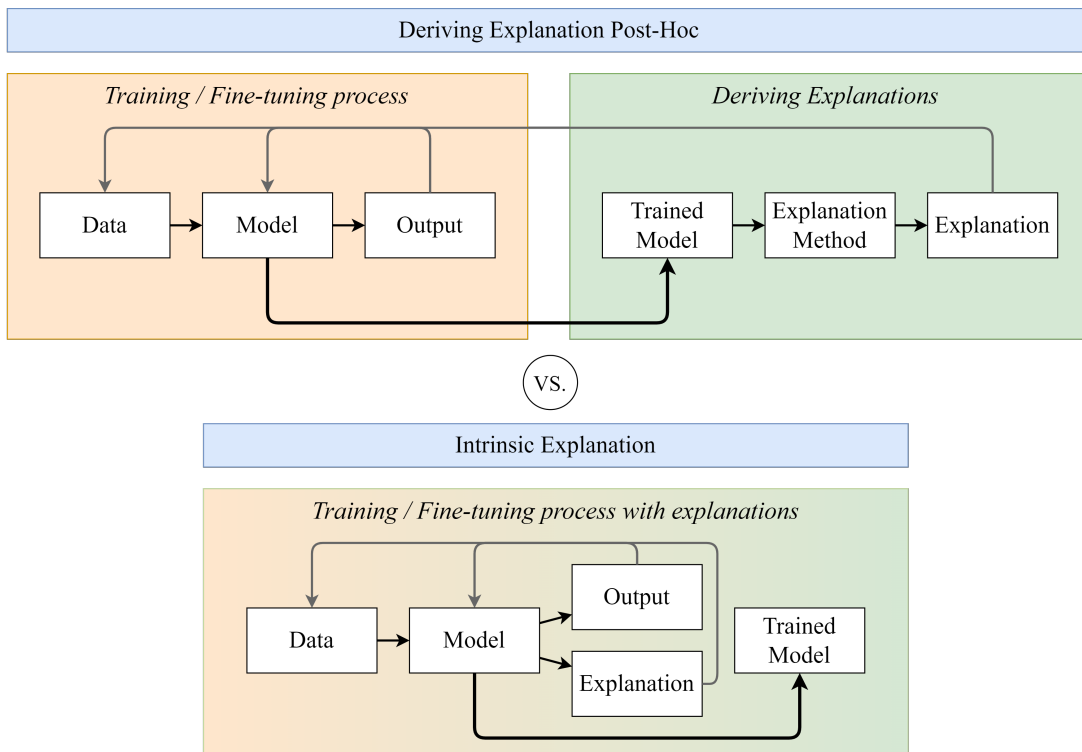 Deriving Explanation Post-Hoc
Training / Fine-tuning process
Deriving Explanations
Data
Model
Output
Trained
Model
Explanation
Method
Explanation
VS.
Intrinsic Explanation
Training / Fine-tuning process with explanations
Data
Model
Output
Explanation
Trained
Model